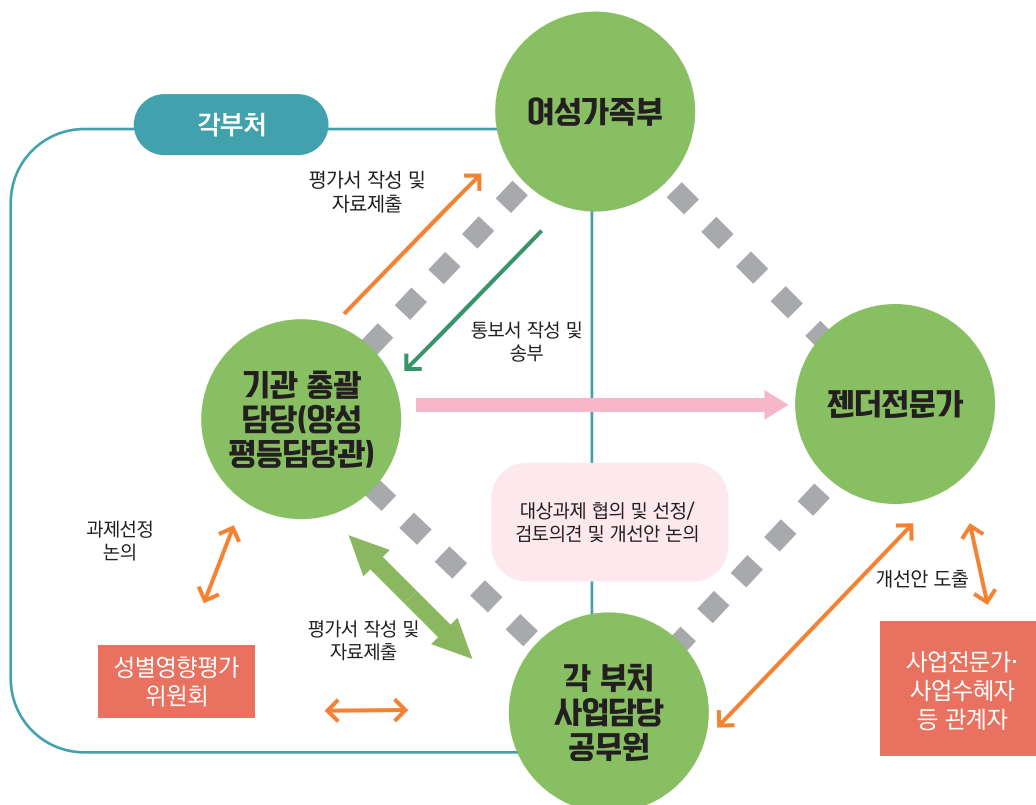 여성가족부
각부처
평가서 작성 및
자료제출
통보서 작성 및
송부
기관 총괄
담당(양성
평등담당관)
젠더전문가
대상과제 협의 및 선정/
검토의견 및 개선안 논의
과제선정
논의
개선안 도출
평가서 작성 및
자료제출
성별영향평가
위원회
각 부처
사업담당
공무원
사업전문가·
사업수혜자
등 관계자